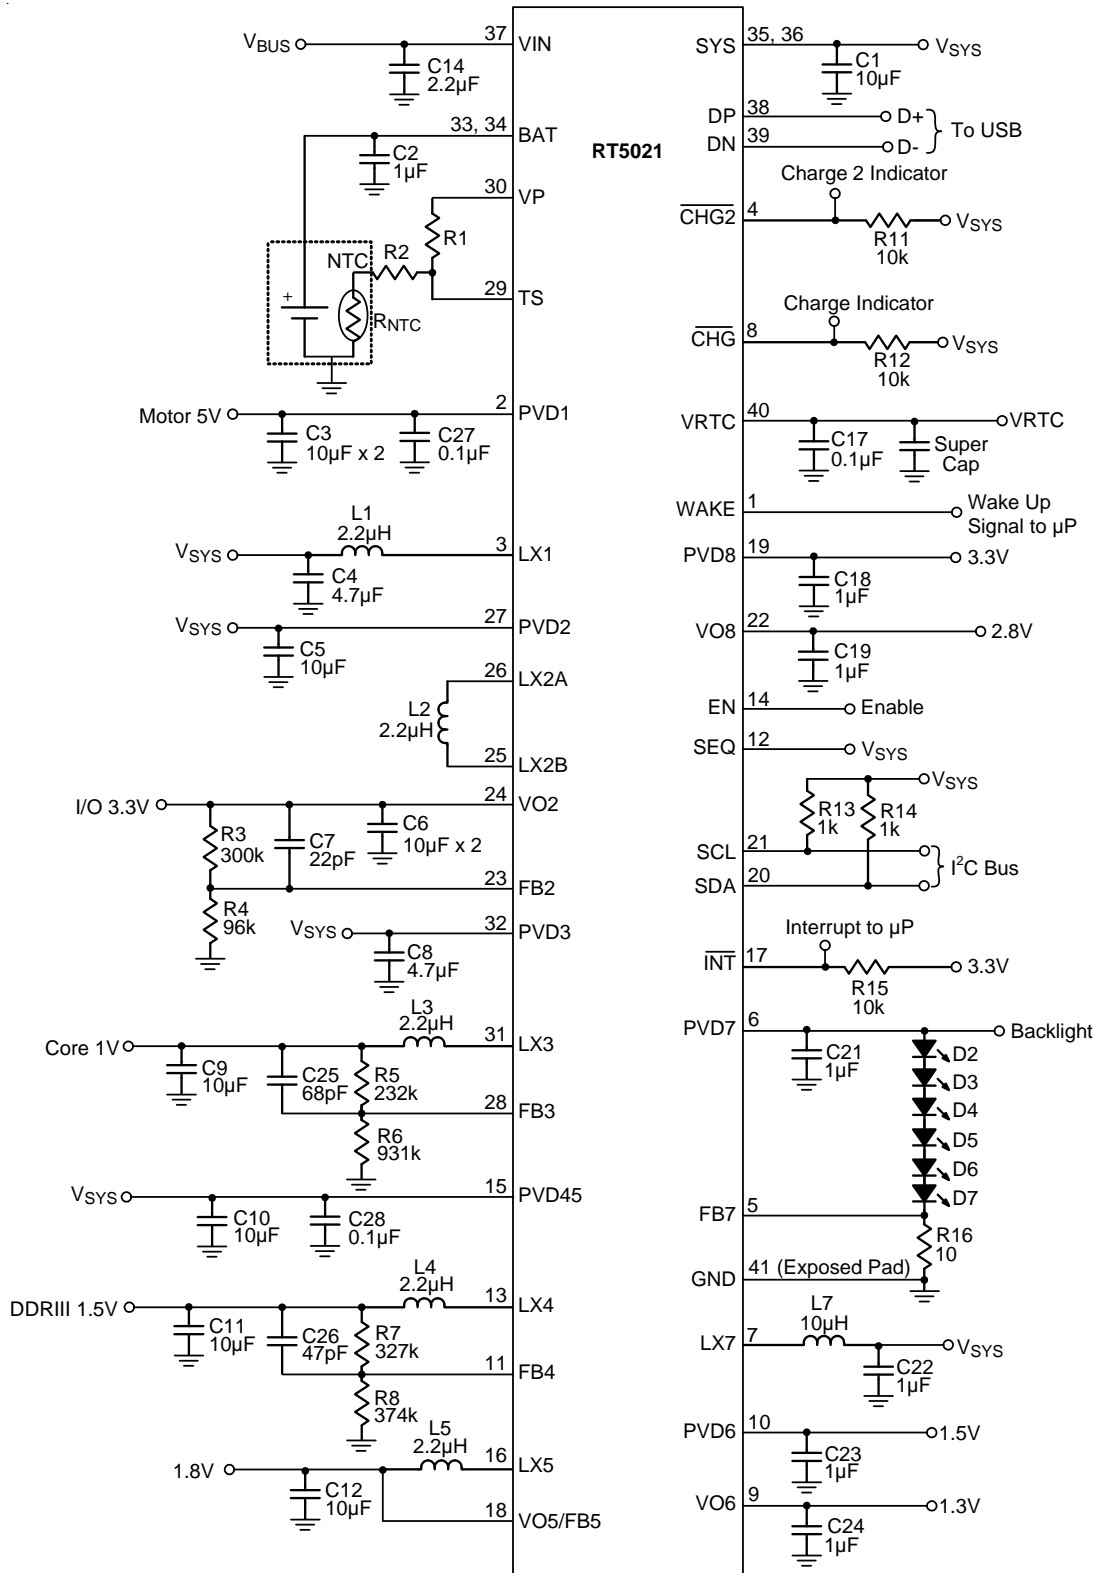 V_BUS 37 VIN
C14
2.2µF
33, 34 BAT
C2
1µF
30 VP
R1
NTC R2
29 TS
+
R_NTC
Motor 5V 2 PVD1
C3
10µF x 2
C27
0.1µF
L1
2.2µH
V_SYS 3 LX1
C4
4.7µF
V_SYS 27 PVD2
C5
10µF
26 LX2A
L2
2.2µH
25 LX2B
I/O 3.3V 24 VO2
R3
300k
C7
22pF
C6
10µF x 2
23 FB2
R4
96k
V_SYS 32 PVD3
C8
4.7µF
L3
2.2µH
Core 1V 31 LX3
C9
10µF
C25
68pF
R5
232k
28 FB3
R6
931k
V_SYS 15 PVD45
C10
10µF
C28
0.1µF
L4
2.2µH
DDRIII 1.5V 13 LX4
C11
10µF
C26
47pF
R7
327k
11 FB4
R8
374k
L5
2.2µH
1.8V 16 LX5
C12
10µF
18 VO5/FB5
RT5021
SYS 35, 36 V_SYS
C1
10µF
DP 38 D+
DN 39 D-
To USB
Charge 2 Indicator
CHG2 4 V_SYS
R11
10k
Charge Indicator
CHG 8 V_SYS
R12
10k
VRTC 40 VRTC
C17
0.1µF
Super
Cap
WAKE 1 Wake Up
Signal to µP
PVD8 19 3.3V
C18
1µF
VO8 22 2.8V
C19
1µF
EN 14 Enable
SEQ 12 V_SYS
V_SYS
R13
1k
R14
1k
SCL 21
I²C Bus
SDA 20
Interrupt to µP
INT 17 3.3V
R15
10k
PVD7 6 Backlight
C21
1µF
D2
D3
D4
D5
D6
D7
FB7 5
R16
10
GND 41 (Exposed Pad)
L7
10µH
LX7 7 V_SYS
C22
1µF
PVD6 10 1.5V
C23
1µF
VO6 9 1.3V
C24
1µF